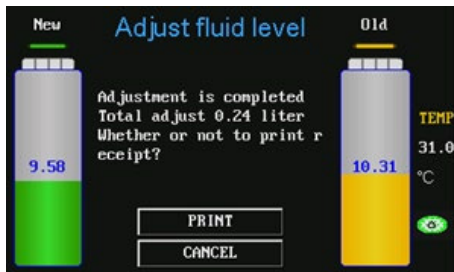 New
Adjust fluid level
Old
Adjustment is completed
Total adjust 0.24 liter
Whether or not to print r
eceipt?
TEMP
31.0
℃
9.58
10.31
PRINT
CANCEL